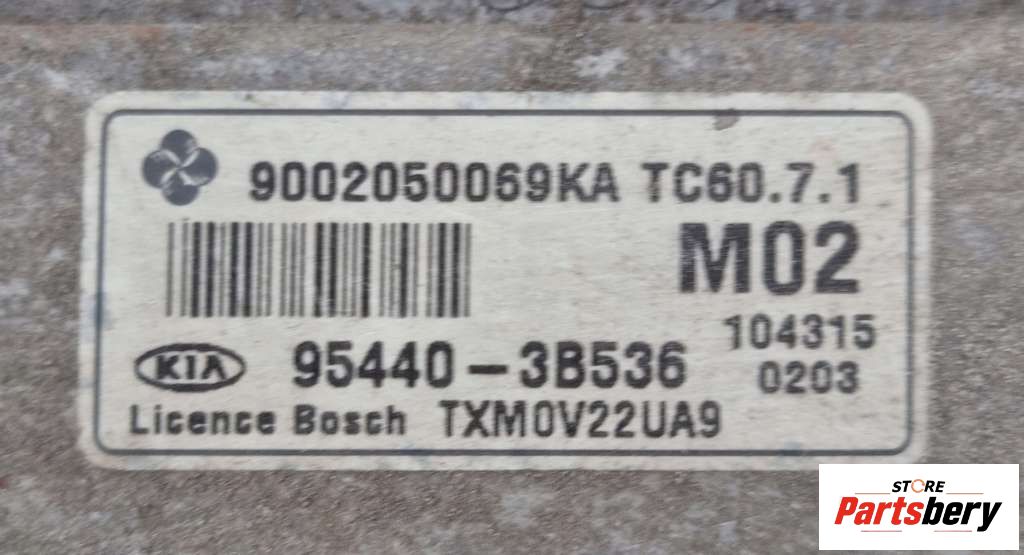 9002050069KA TC60.7.1
M02
104315
KIA 95440-3B536 0203
Licence Bosch TXM0V22UA9
STORE
Partsbery